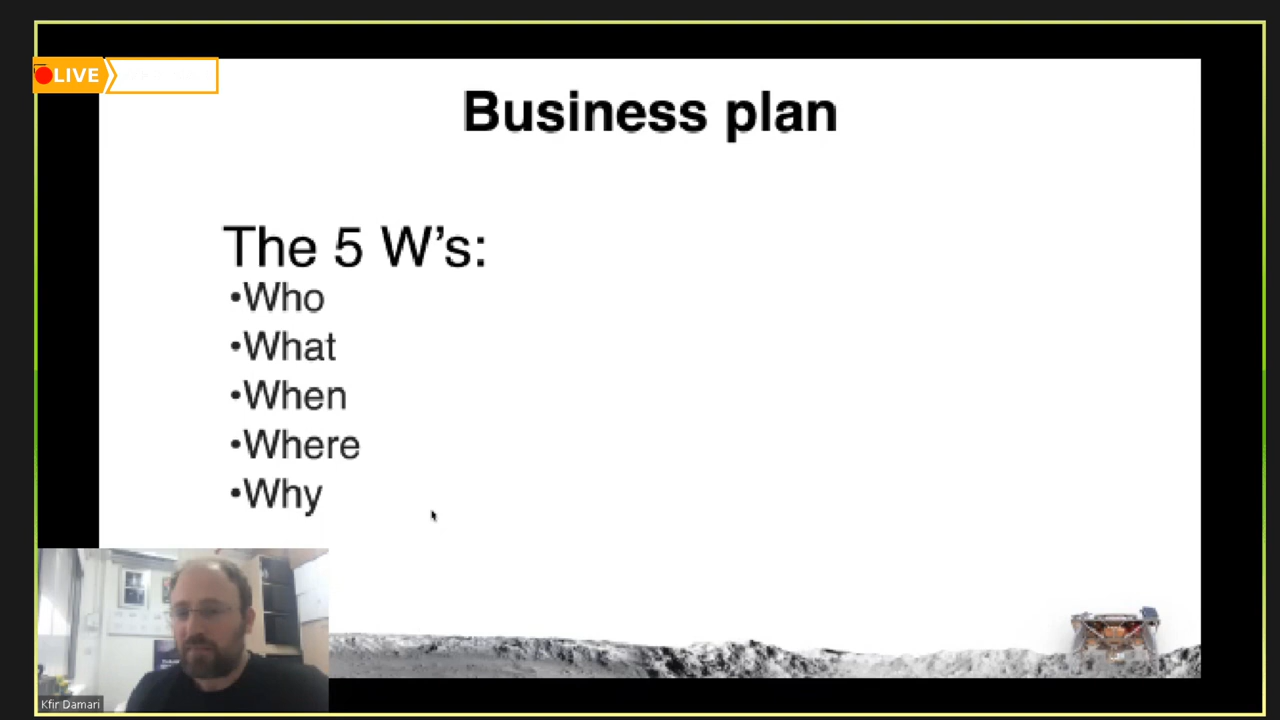 LIVE
Business plan
The 5 W’s:
•Who
•What
•When
•Where
•Why
Kfir Damari